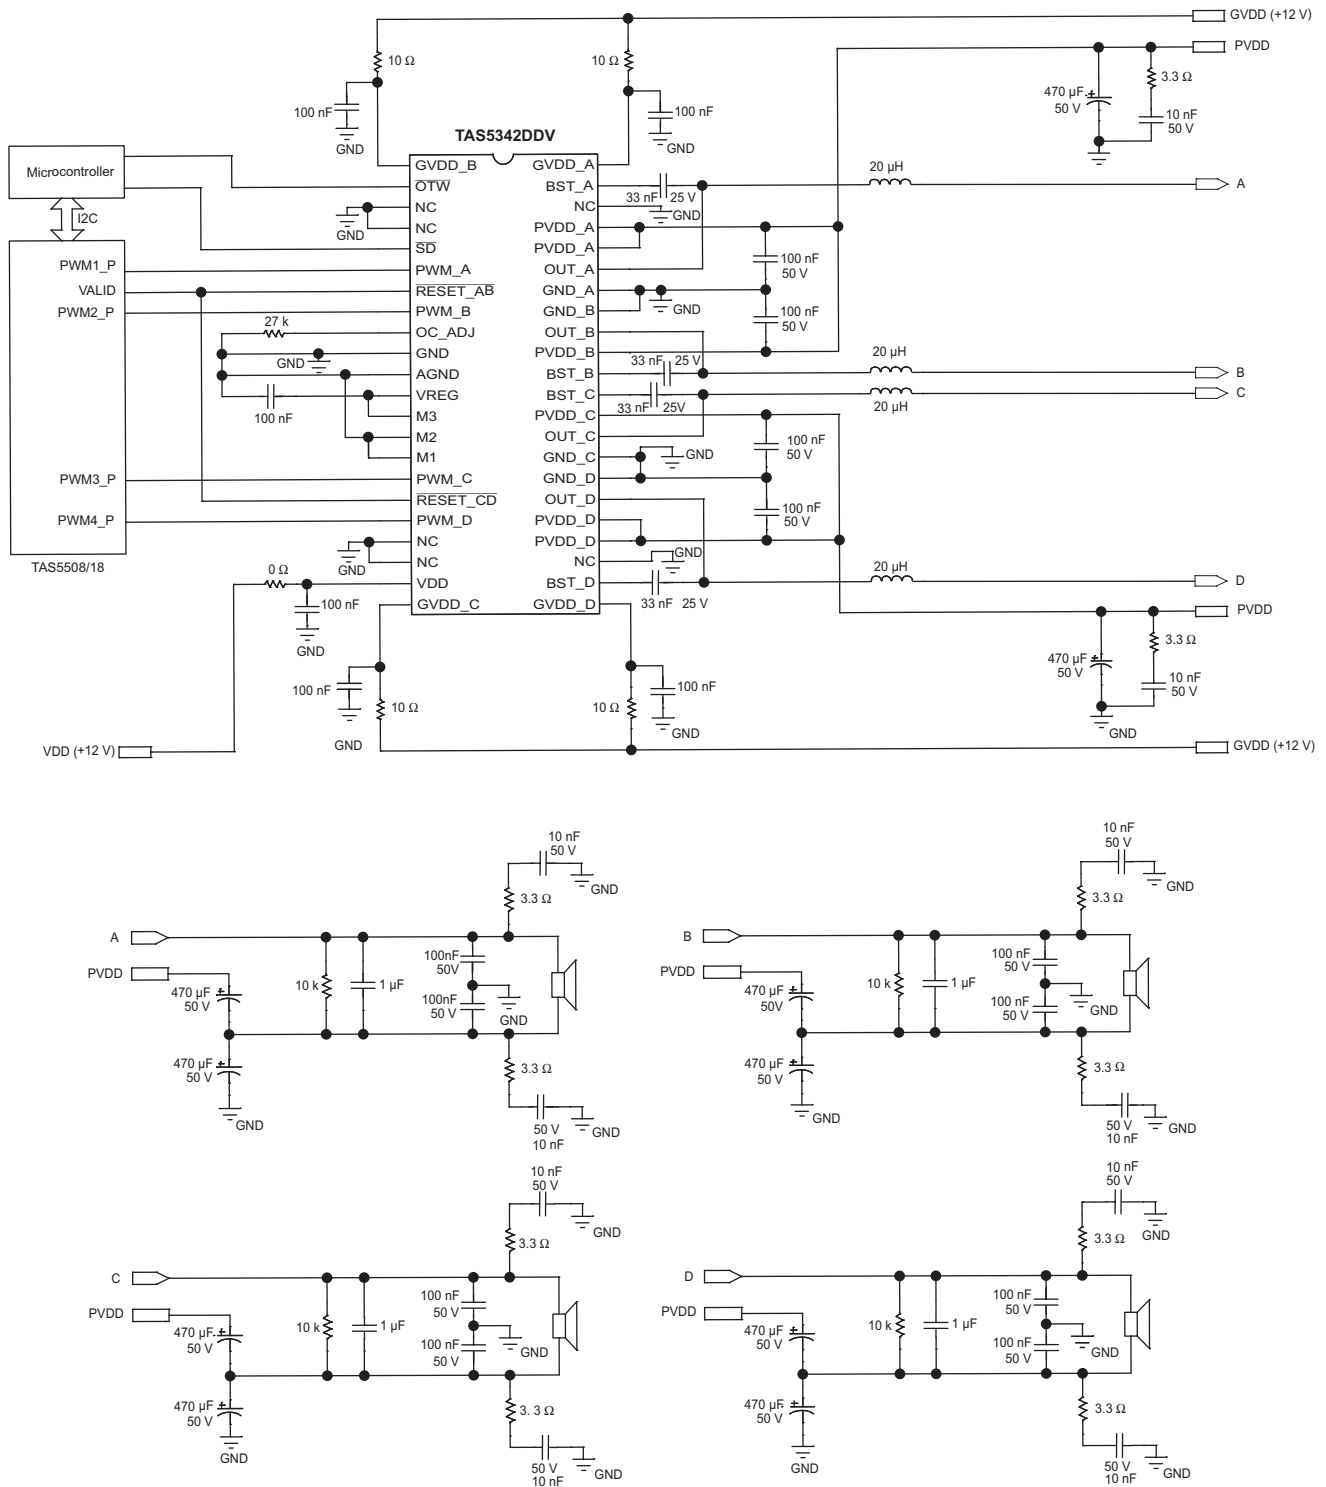 GVDD (+12 V)
PVDD
10 Ω
10 Ω
3.3 Ω
470 µF
50 V
10 nF
50 V
100 nF
GND
100 nF
GND
TAS5342DDV
Microcontroller
I2C
GVDD_B
OTW
NC
NC
SD
PWM_A
RESET_AB
PWM_B
OC_ADJ
GND
AGND
VREG
M3
M2
M1
PWM_C
RESET_CD
PWM_D
NC
NC
VDD
GVDD_C
GVDD_A
BST_A
NC
PVDD_A
PVDD_A
OUT_A
GND_A
GND_B
OUT_B
PVDD_B
BST_B
BST_C
PVDD_C
OUT_C
GND_C
GND_D
OUT_D
PVDD_D
PVDD_D
NC
BST_D
GVDD_D
PWM1_P
VALID
PWM2_P
PWM3_P
PWM4_P
TAS5508/18
GND
27 k
GND
100 nF
GND
0 Ω
100 nF
GND
100 nF
GND
10 Ω
VDD (+12 V)
20 µH
A
33 nF 25 V
GND
100 nF
50 V
GND
100 nF
50 V
33 nF 25 V
20 µH
B
33 nF 25V
20 µH
C
GND
100 nF
50 V
100 nF
50 V
GND
33 nF 25 V
20 µH
D
PVDD
3.3 Ω
470 µF
50 V
10 nF
50 V
GND
100 nF
10 Ω
GND
GVDD (+12 V)
10 nF
50 V
GND
3.3 Ω
A
PVDD
470 µF
50 V
10 k
1 µF
100nF
50V
100nF
50 V
GND
470 µF
50 V
GND
3.3 Ω
50 V
10 nF
GND
10 nF
50 V
GND
3.3 Ω
B
PVDD
470 µF
50V
10 k
1 µF
100 nF
50 V
100 nF
50 V
GND
470 µF
50 V
GND
3.3 Ω
50 V
10 nF
GND
10 nF
50 V
GND
3.3 Ω
C
PVDD
470 µF
50 V
10 k
1 µF
100 nF
50 V
100 nF
50 V
GND
470 µF
50 V
GND
3. 3 Ω
50 V
10 nF
GND
10 nF
50 V
GND
3.3 Ω
D
PVDD
470 µF
50 V
10 k
1 µF
100 nF
50 V
100 nF
50 V
GND
470 µF
50 V
GND
3.3 Ω
50 V
10 nF
GND